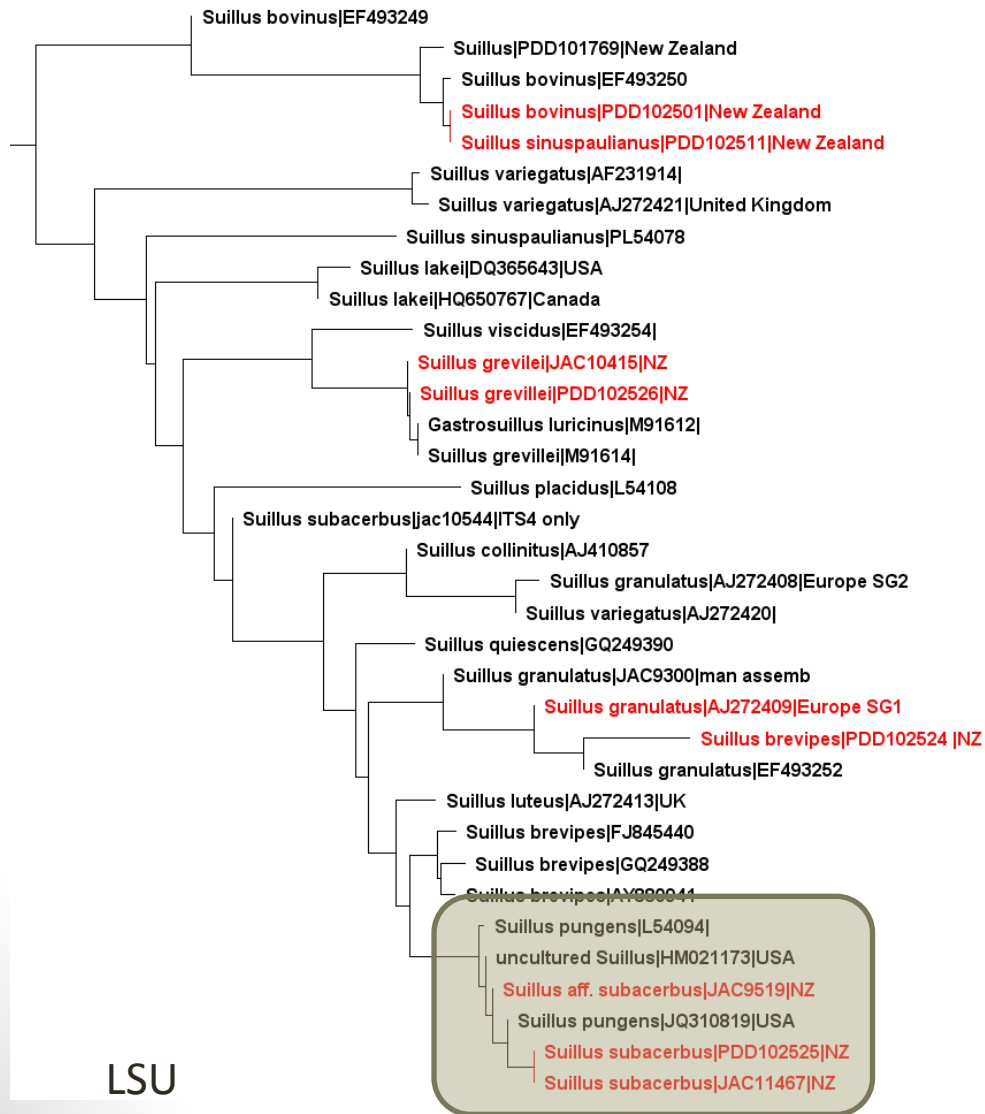 Suillus bovinus|EF493249
Suillus|PDD101769|New Zealand
Suillus bovinus|EF493250
Suillus bovinus|PDD102501|New Zealand
Suillus sinuspaulianus|PDD102511|New Zealand
Suillus variegatus|AF231914|
Suillus variegatus|AJ272421|United Kingdom
Suillus sinuspaulianus|PL54078
Suillus lakei|DQ365643|USA
Suillus lakei|HQ650767|Canada
Suillus viscidus|EF493254|
Suillus grevilei|JAC10415|NZ
Suillus grevillei|PDD102526|NZ
Gastrosuillus luricinus|M91612|
Suillus grevillei|M91614|
Suillus placidus|L54108
Suillus subacerbus|jac10544|ITS4 only
Suillus collinitus|AJ410857
Suillus granulatus|AJ272408|Europe SG2
Suillus variegatus|AJ272420|
Suillus quiescens|GQ249390
Suillus granulatus|JAC9300|man assemb
Suillus granulatus|AJ272409|Europe SG1
Suillus brevipes|PDD102524 |NZ
Suillus granulatus|EF493252
Suillus luteus|AJ272413|UK
Suillus brevipes|FJ845440
Suillus brevipes|GQ249388
Suillus brevipes|AY880941
Suillus pungens|L54094|
uncultured Suillus|HM021173|USA
Suillus aff. subacerbus|JAC9519|NZ
Suillus pungens|JQ310819|USA
Suillus subacerbus|PDD102525|NZ
Suillus subacerbus|JAC11467|NZ
LSU